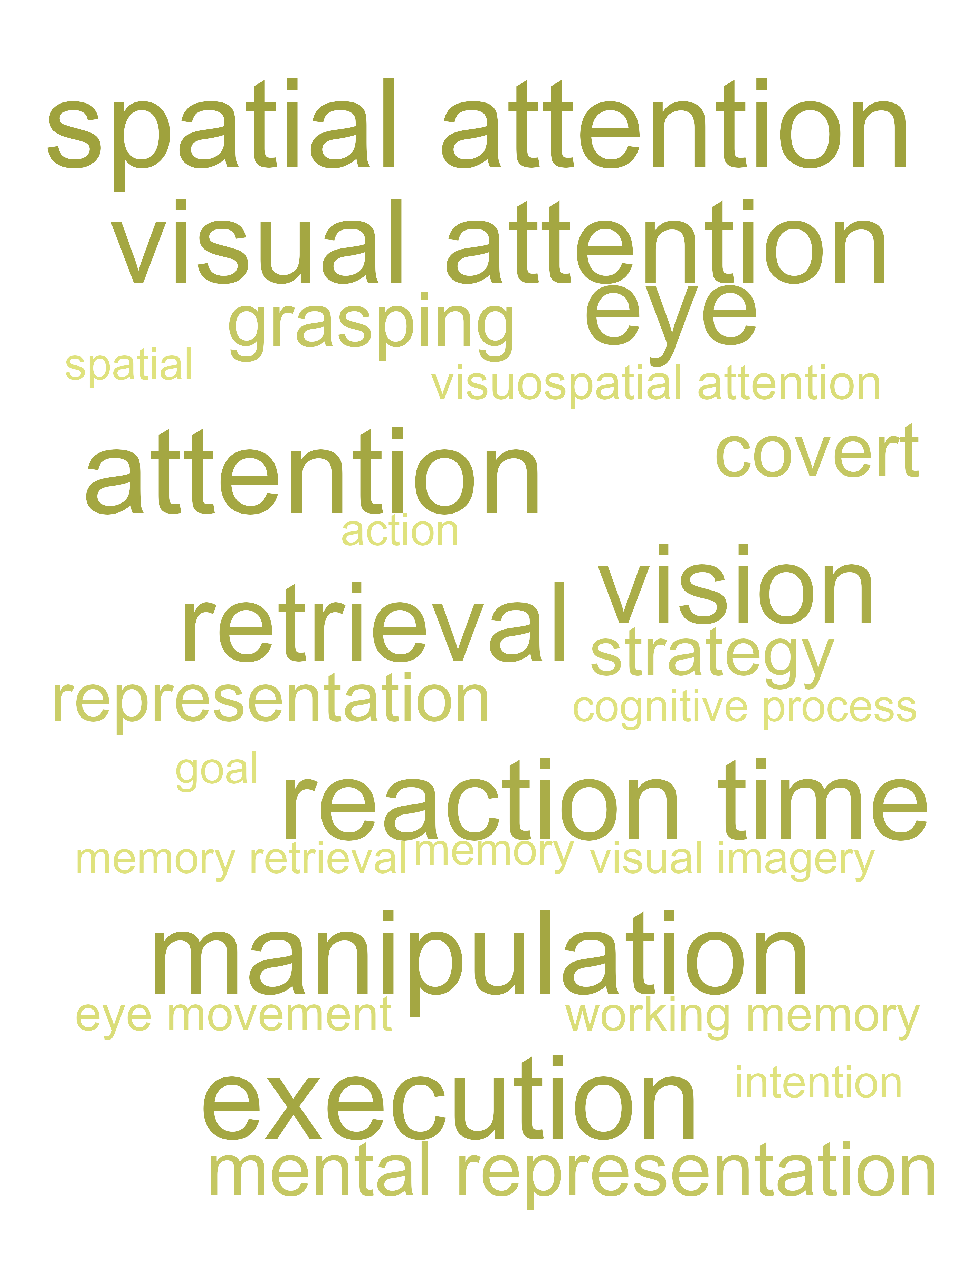 spatial attention
visual attention
grasping eye
spatial
visuospatial attention
attention
covert
action
vision
retrieval
strategy
representation
cognitive process
goal
reaction time
memory retrieval memory visual imagery
manipulation
eye movement working memory
execution
intention
mental representation